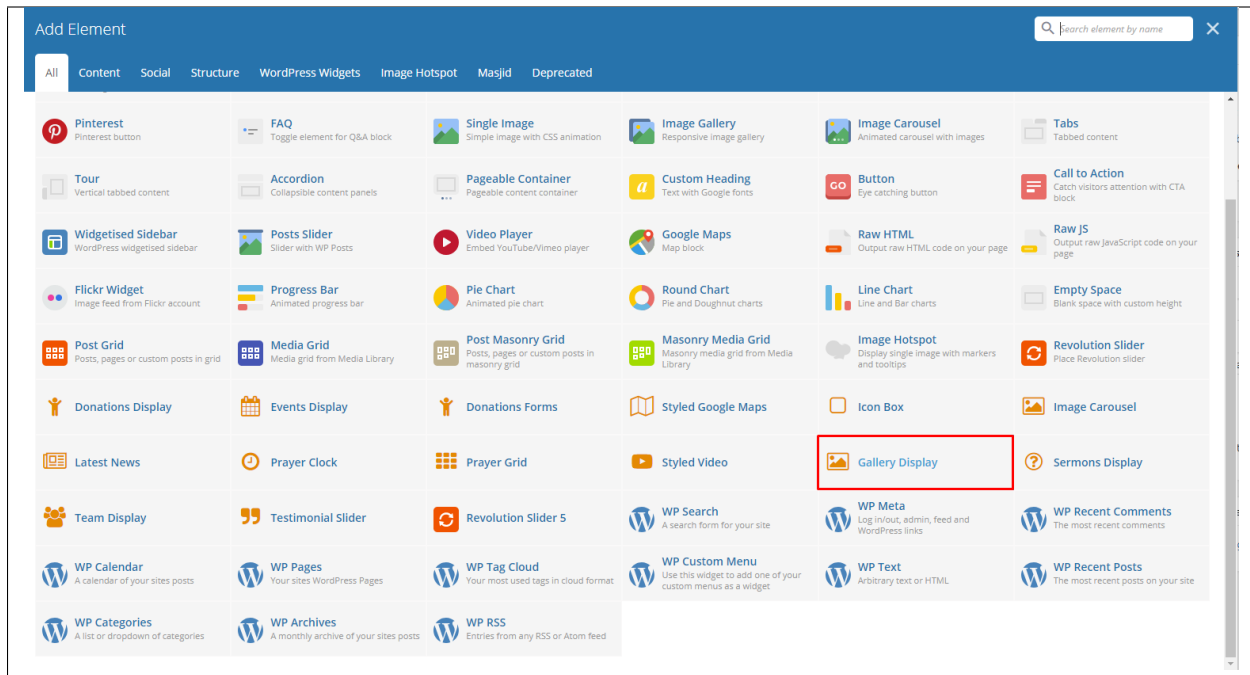 Add Element
Search element by name
All Content Social Structure WordPress Widgets Image Hotspot Masjid Deprecated
Pinterest
Pinterest button
FAQ
Toggle element for Q&A block
Single Image
Simple image with CSS animation
Image Gallery
Responsive image gallery
Image Carousel
Animated carousel with images
Tabs
Tabbed content
Tour
Vertical tabbed content
Accordion
Collapsible content panels
Pageable Container
Pageable content container
a
Custom Heading
Text with Google fonts
GO
Button
Eye catching button
Call to Action
Catch visitors attention with CTA
block
Widgetised Sidebar
WordPress widgetised sidebar
Posts Slider
Slider with WP Posts
Video Player
Embed YouTube/Vimeo player
Google Maps
Map block
Raw HTML
Output raw HTML code on your page
Raw JS
Output raw JavaScript code on your
page
Flickr Widget
Image feed from Flickr account
Progress Bar
Animated progress bar
Pie Chart
Animated pie chart
Round Chart
Pie and Doughnut charts
Line Chart
Line and Bar charts
Empty Space
Blank space with custom height
Post Grid
Posts, pages or custom posts in grid
Media Grid
Media grid from Media Library
Post Masonry Grid
Posts, pages or custom posts in
masonry grid
Masonry Media Grid
Masonry media grid from Media
Library
Image Hotspot
Display single image with markers
and tooltips
Revolution Slider
Place Revolution slider
Donations Display
Events Display
Donations Forms
Styled Google Maps
Icon Box
Image Carousel
Latest News
Prayer Clock
Prayer Grid
Styled Video
Gallery Display
Sermons Display
Team Display
Testimonial Slider
Revolution Slider 5
WP Search
A search form for your site
WP Meta
Log in/out, admin, feed and
WordPress links
WP Recent Comments
The most recent comments
WP Calendar
A calendar of your sites posts
WP Pages
Your sites WordPress Pages
WP Tag Cloud
Your most used tags in cloud format
WP Custom Menu
Use this widget to add one of your
custom menus as a widget
WP Text
Arbitrary text or HTML
WP Recent Posts
The most recent posts on your site
WP Categories
A list or dropdown of categories
WP Archives
A monthly archive of your sites posts
WP RSS
Entries from any RSS or Atom feed